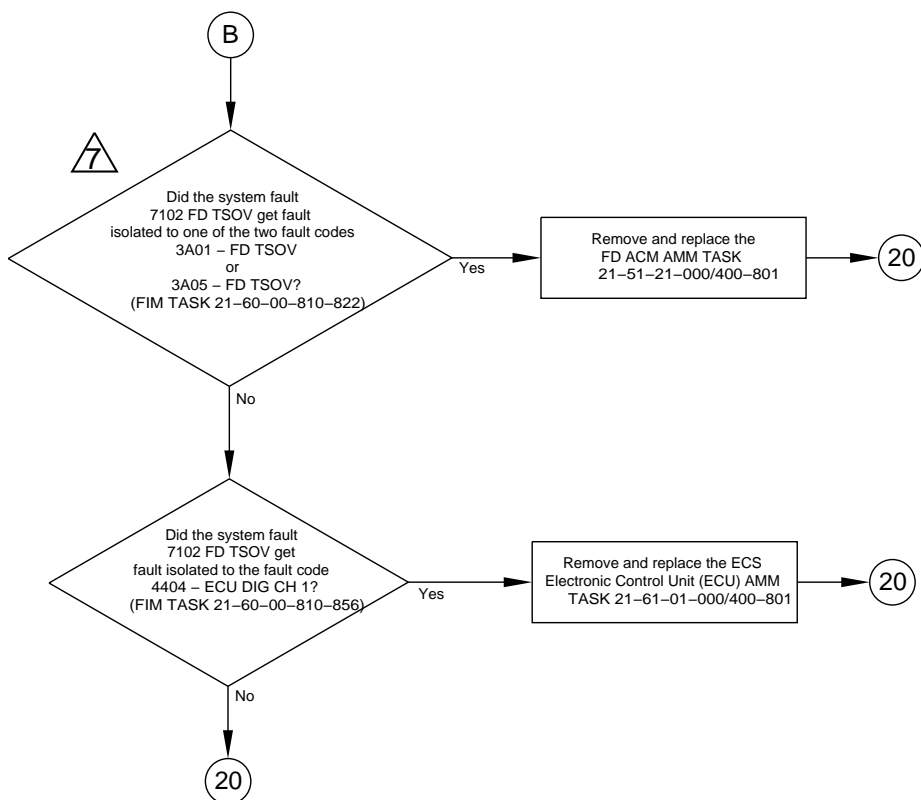 B
7
Did the system fault
7102 FD TSOV get fault
isolated to one of the two fault codes
3A01 – FD TSOV
or
3A05 – FD TSOV?
(FIM TASK 21–60–00–810–822)
Yes
Remove and replace the
FD ACM AMM TASK
21–51–21–000/400–801
20
No
Did the system fault
7102 FD TSOV get
fault isolated to the fault code
4404 – ECU DIG CH 1?
(FIM TASK 21–60–00–810–856)
Yes
Remove and replace the ECS
Electronic Control Unit (ECU) AMM
TASK 21–61–01–000/400–801
20
No
20